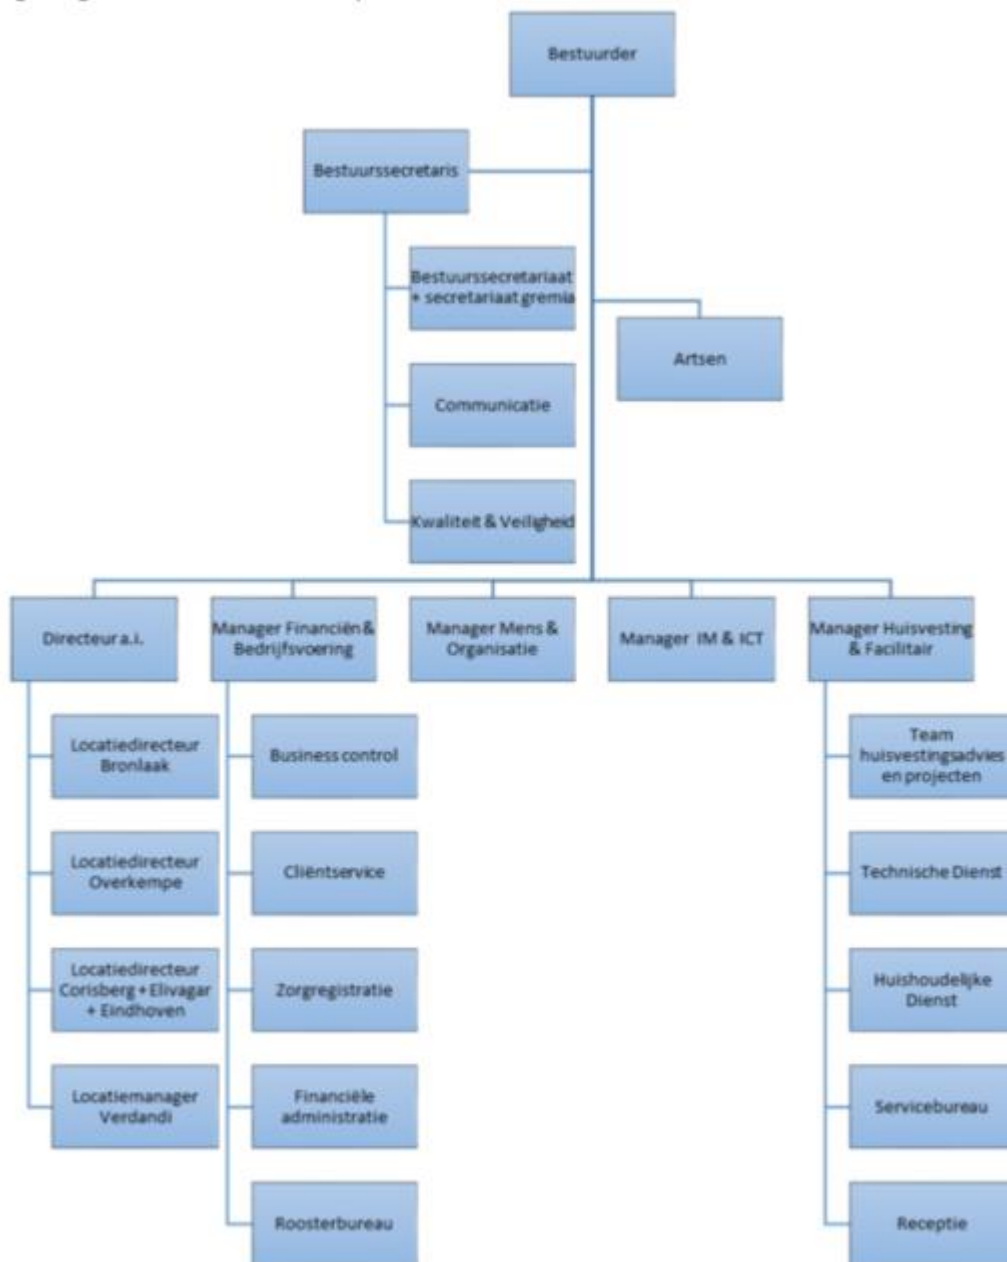 Bestuurder
Bestuurssecretaris
Bestuurssecretariaat
+ secretariaat gremia
Artsen
Communicatie
Kwaliteit & Veiligheid
Directeur a.i.
Manager Financiën &
Bedrijfsvoering
Manager Mens &
Organisatie
Manager IM & ICT
Manager Huisvesting
& Facilitair
Locatiedirecteur
Bronlaak
Locatiedirecteur
Overkempe
Locatiedirecteur
Corisberg + Elivagar
+ Eindhoven
Locatiemanager
Verdandi
Business control
Cliëntservice
Zorgregistratie
Financiële
administratie
Roosterbureau
Team
huisvestingsadvies
en projecten
Technische Dienst
Huishoudelijke
Dienst
Servicebureau
Receptie